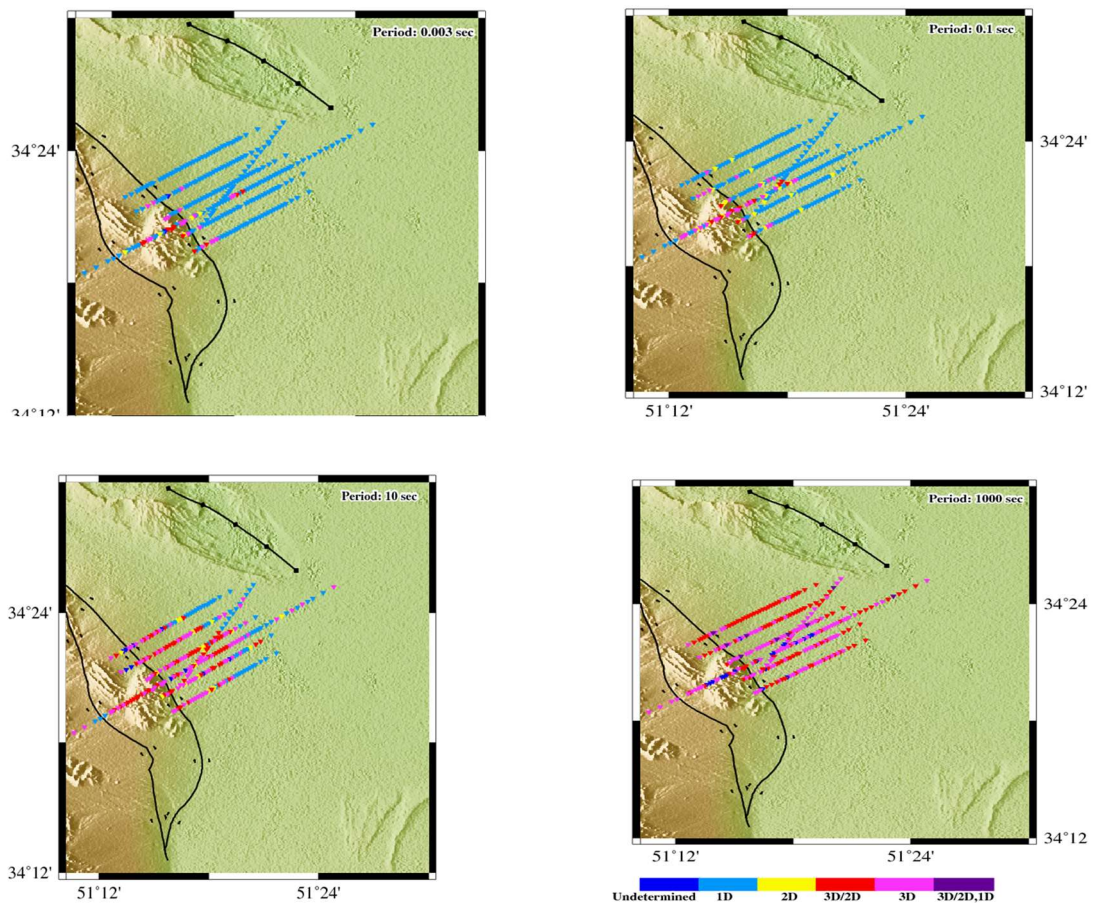 Period: 0.003 sec
34°24'
34°12'
Period: 0.1 sec
34°24'
34°12'
51°12'
51°24'
Period: 10 sec
34°24'
34°12'
51°12'
51°24'
Period: 1000 sec
34°24'
34°12
51°12'
51°24'
Undetermined 1D 2D 3D/2D 3D 3D/2D,1D